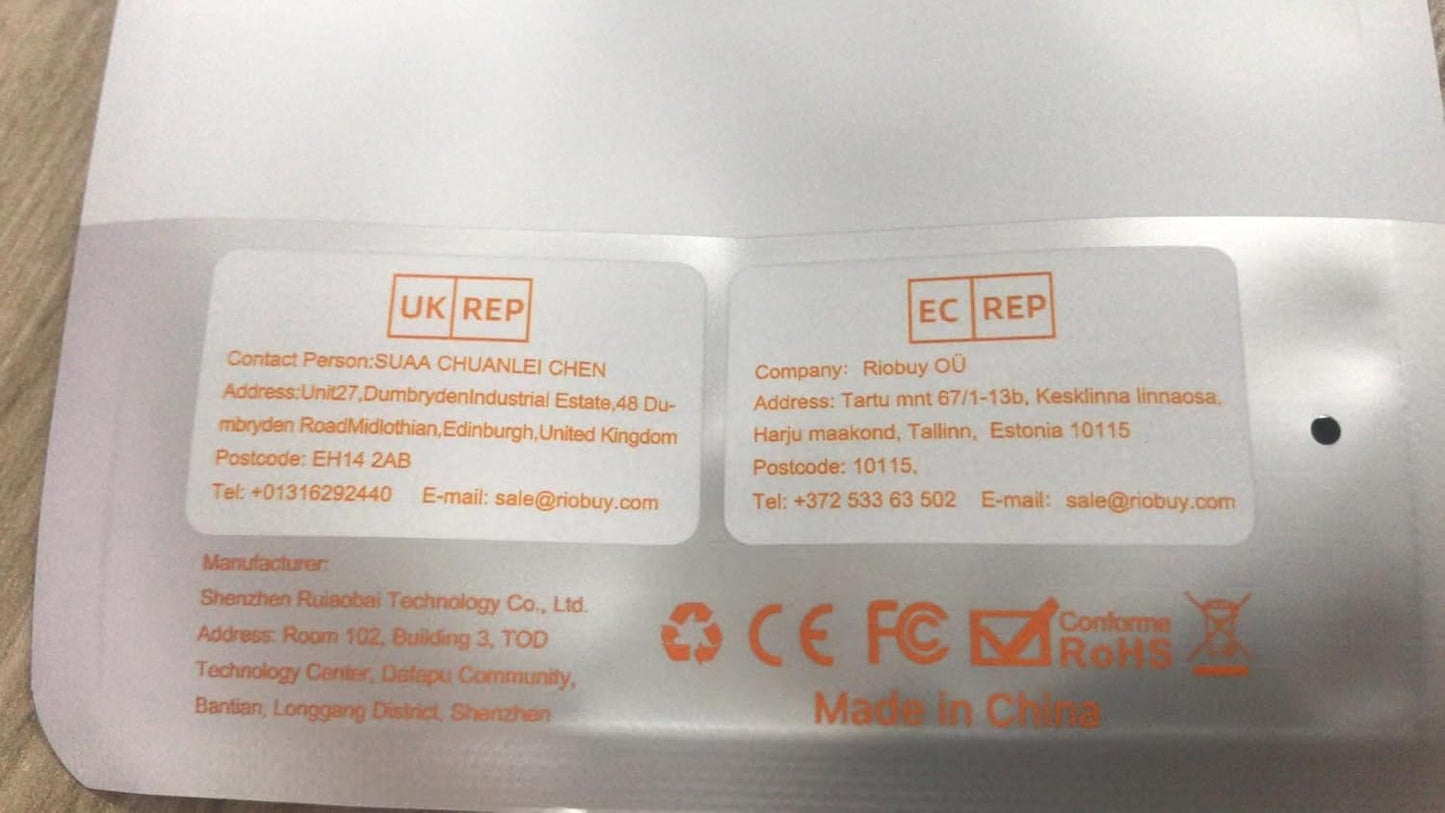 UK REP
Contact Person:SUAA CHUANLEI CHEN
Address:Unit27,DumbrydenIndustrial Estate,48 Du-
mbryden RoadMidlothian,Edinburgh,United Kingdom
Postcode: EH14 2AB
Tel: +01316292440 E-mail: sale@riobuy.com
EC REP
Company: Riobuy OÜ
Address: Tartu mnt 67/1-13b, Kesklinna linnaosa,
Harju maakond, Tallinn, Estonia 10115
Postcode: 10115,
Tel: +372 533 63 502 E-mail: sale@riobuy.com
Manufacturer:
Shenzhen Ruiaobai Technology Co., Ltd.
Address: Room 102, Building 3, TOD
Technology Center, Dafapu Community,
Bantian, Longgang District, Shenzhen
CE FC Conforme
RoHS
Made in China